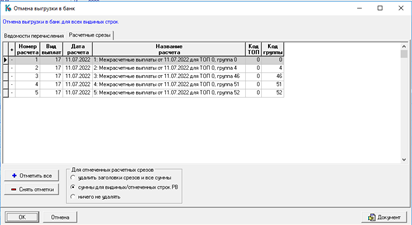 Отмена выгрузки в банк
Отмена выгрузки в банк для всех видимых строк
Ведомости перечисления Расчетные срезы
* Номер расчета Вид выплат Дата расчета Название расчета Код ТОП Код группы
– 1 17 11.07.2022 1: Межрасчетные выплаты от 11.07.2022 для ТОП 0, группа 0 0 0
– 2 17 11.07.2022 2: Межрасчетные выплаты от 11.07.2022 для ТОП 0, группа 4 0 4
– 3 17 11.07.2022 3: Межрасчетные выплаты от 11.07.2022 для ТОП 0, группа 46 0 46
– 4 17 11.07.2022 4: Межрасчетные выплаты от 11.07.2022 для ТОП 0, группа 51 0 51
– 5 17 11.07.2022 5: Межрасчетные выплаты от 11.07.2022 для ТОП 0, группа 52 0 52
Для отмеченных расчетных срезов
+ Отметить все
удалить заголовки срезов и все суммы
суммы для видимых/отмеченных строк РВ
– Снять отметки
ничего не удалять
OK Отмена Документ